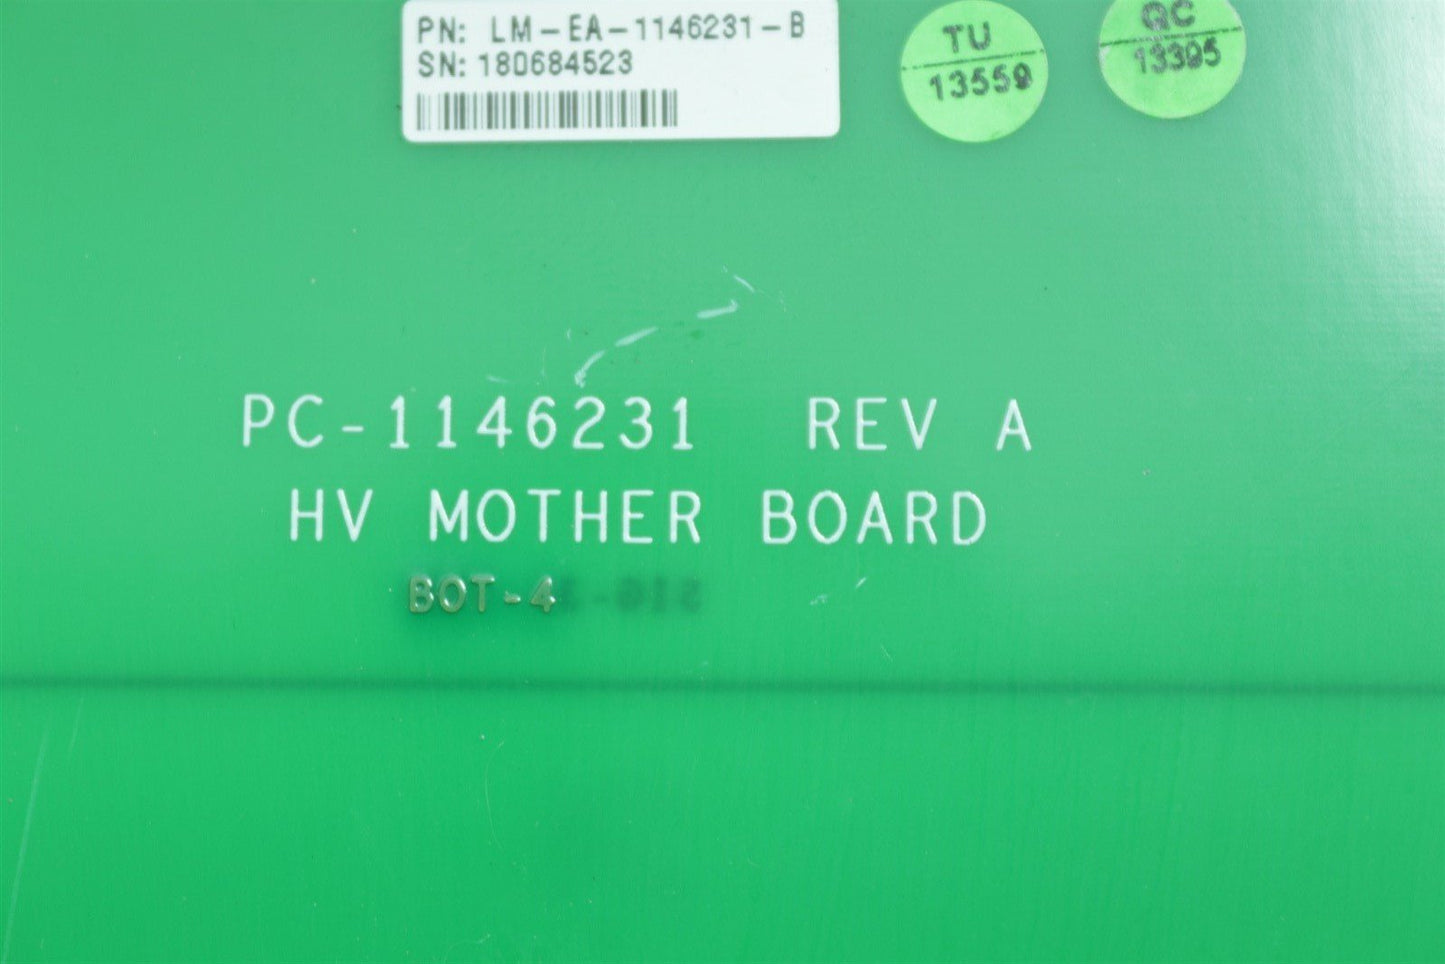 PN: LM-EA-1146231-B
SN: 180684523
TU
13559
QC
13395
PC-1146231 REV A
HV MOTHER BOARD
BOT-4